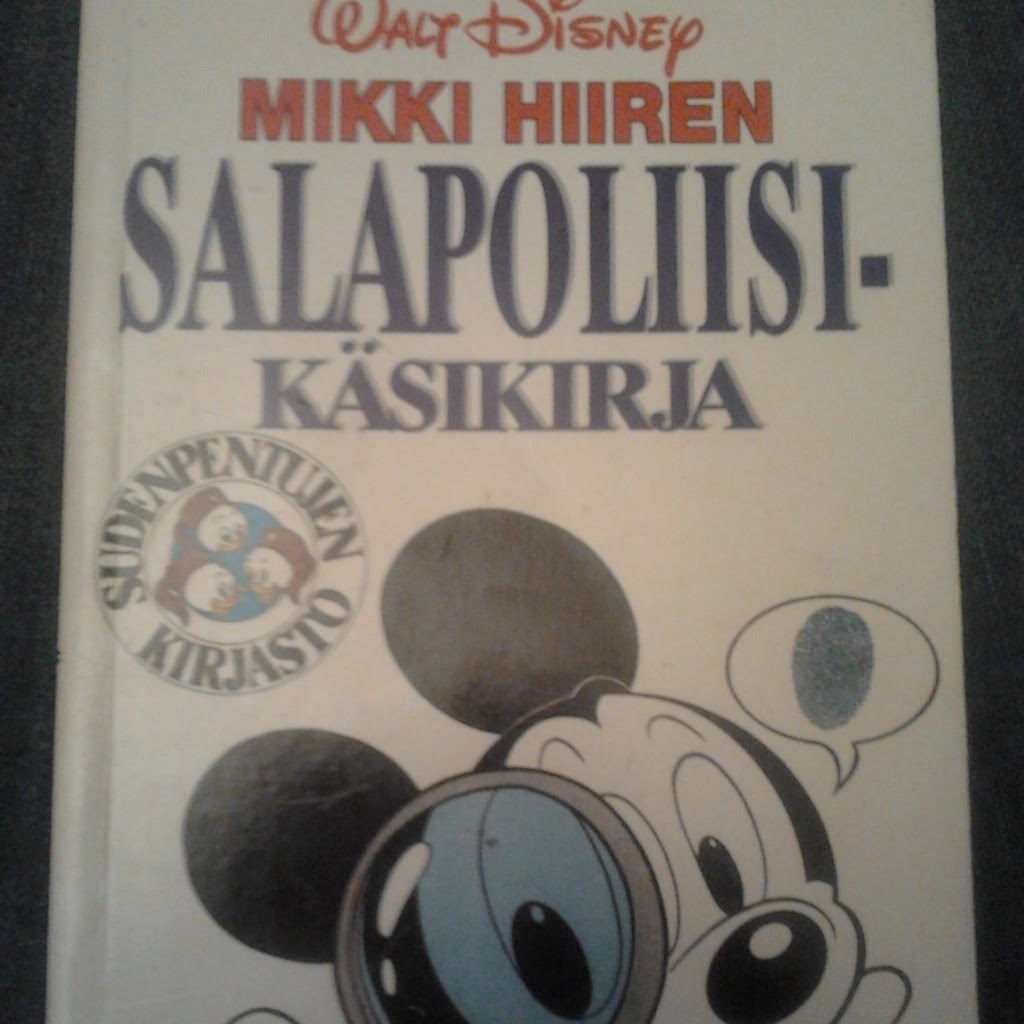 WALT DISNEY
MIKKI HIIREN
SALAPOLIISI-
KÄSIKIRJA
SUDENPENTUJEN
KIRJASTO